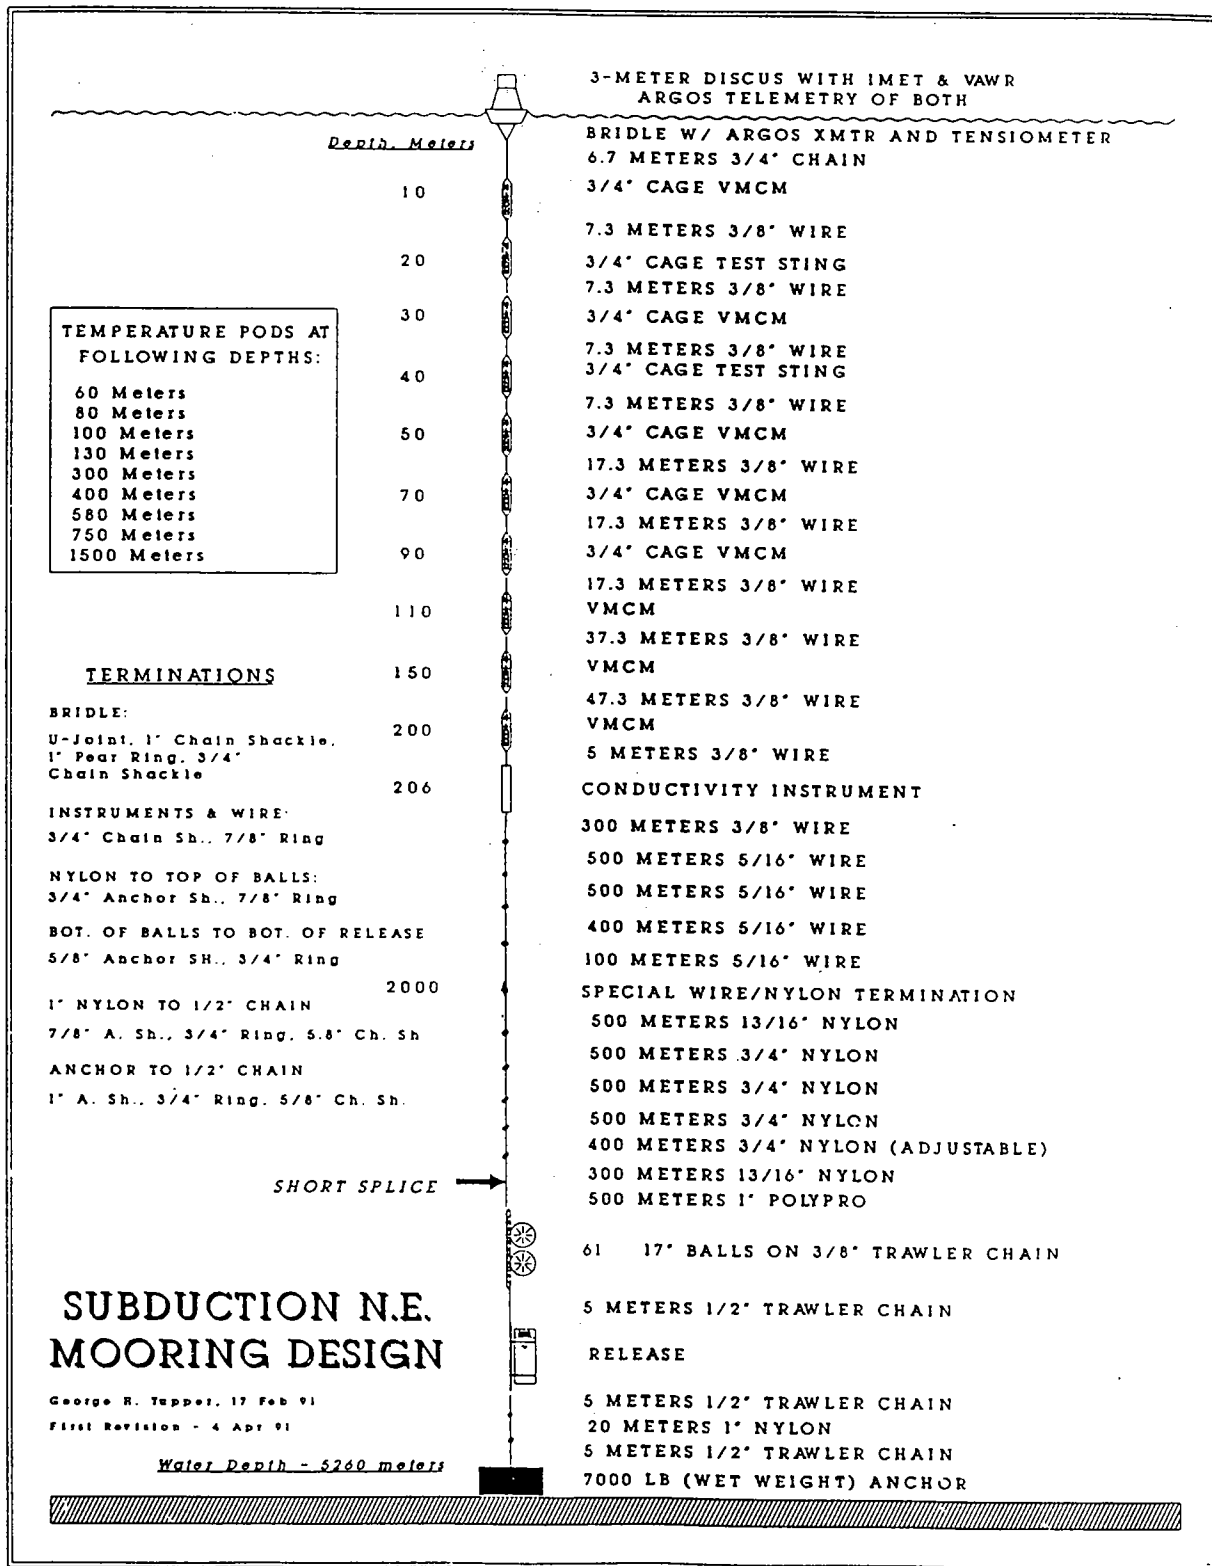 3-METER DISCUS WITH IMET & VAWR
ARGOS TELEMETRY OF BOTH
Depth, Meters
BRIDLE W/ ARGOS XMTR AND TENSIOMETER
6.7 METERS 3/4" CHAIN
10
3/4" CAGE VMCM
7.3 METERS 3/8" WIRE
20
3/4" CAGE TEST STING
7.3 METERS 3/8" WIRE
30
3/4" CAGE VMCM
7.3 METERS 3/8" WIRE
40
3/4" CAGE TEST STING
7.3 METERS 3/8" WIRE
50
3/4" CAGE VMCM
17.3 METERS 3/8" WIRE
70
3/4" CAGE VMCM
17.3 METERS 3/8" WIRE
90
3/4" CAGE VMCM
17.3 METERS 3/8" WIRE
110
VMCM
37.3 METERS 3/8" WIRE
150
VMCM
47.3 METERS 3/8" WIRE
200
VMCM
5 METERS 3/8" WIRE
206
CONDUCTIVITY INSTRUMENT
300 METERS 3/8" WIRE
500 METERS 5/16" WIRE
500 METERS 5/16" WIRE
400 METERS 5/16" WIRE
100 METERS 5/16" WIRE
2000
SPECIAL WIRE/NYLON TERMINATION
500 METERS 13/16" NYLON
500 METERS 3/4" NYLON
500 METERS 3/4" NYLON
500 METERS 3/4" NYLON
400 METERS 3/4" NYLON (ADJUSTABLE)
300 METERS 13/16" NYLON
SHORT SPLICE
500 METERS 1" POLYPRO
61 17" BALLS ON 3/8" TRAWLER CHAIN
5 METERS 1/2" TRAWLER CHAIN
RELEASE
5 METERS 1/2" TRAWLER CHAIN
20 METERS 1" NYLON
5 METERS 1/2" TRAWLER CHAIN
7000 LB (WET WEIGHT) ANCHOR
TEMPERATURE PODS AT
FOLLOWING DEPTHS:
60 Meters
80 Meters
100 Meters
130 Meters
300 Meters
400 Meters
580 Meters
750 Meters
1500 Meters
TERMINATIONS
BRIDLE:
U-Joint, 1" Chain Shackle,
1" Pear Ring, 3/4"
Chain Shackle
INSTRUMENTS & WIRE:
3/4" Chain Sh., 7/8" Ring
NYLON TO TOP OF BALLS:
3/4" Anchor Sh., 7/8" Ring
BOT. OF BALLS TO BOT. OF RELEASE
5/8" Anchor SH., 3/4" Ring
1" NYLON TO 1/2" CHAIN
7/8" A. Sh., 3/4" Ring, 5.8" Ch. Sh
ANCHOR TO 1/2" CHAIN
1" A. Sh., 3/4" Ring, 5/8" Ch. Sh.
SUBDUCTION N.E.
MOORING DESIGN
George R. Tupper, 17 Feb 91
First Revision - 4 Apr 91
Water Depth - 5260 meters